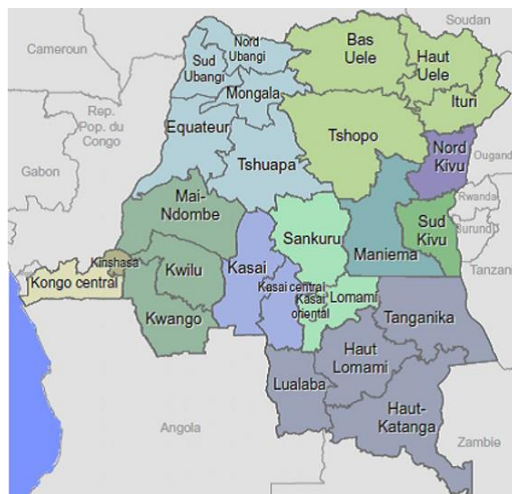 Soudan
Cameroun
Nord
Ubangi
Sud
Ubangi
Bas
Uele
Haut
Uele
Mongala
Ituri
Rep.
Pop. du
Congo
Equateur
Tshopo
Nord
Kivu
Ougand
Gabon
Tshuapa
Mai-
Ndombe
Rwanda
Sud
Kivu
Burundi
Sankuru
Maniema
Kinshasa
Kwilu
Kasai
Tanzani
Kongo central
Kasai central
Kasai
oriental
Lomami
Kwango
Tanganika
Haut
Lomami
Lualaba
Haut-
Katanga
Angola
Zambie